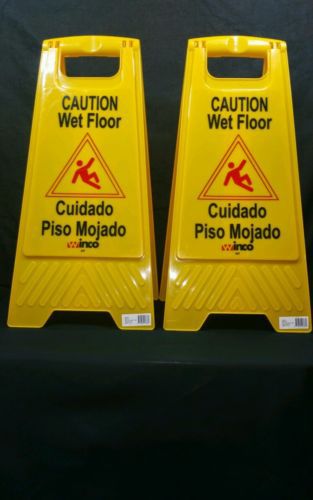 CAUTION
Wet Floor
Cuidado
Piso Mojado
winco
CAUTION
Wet Floor
Cuidado
Piso Mojado
winco